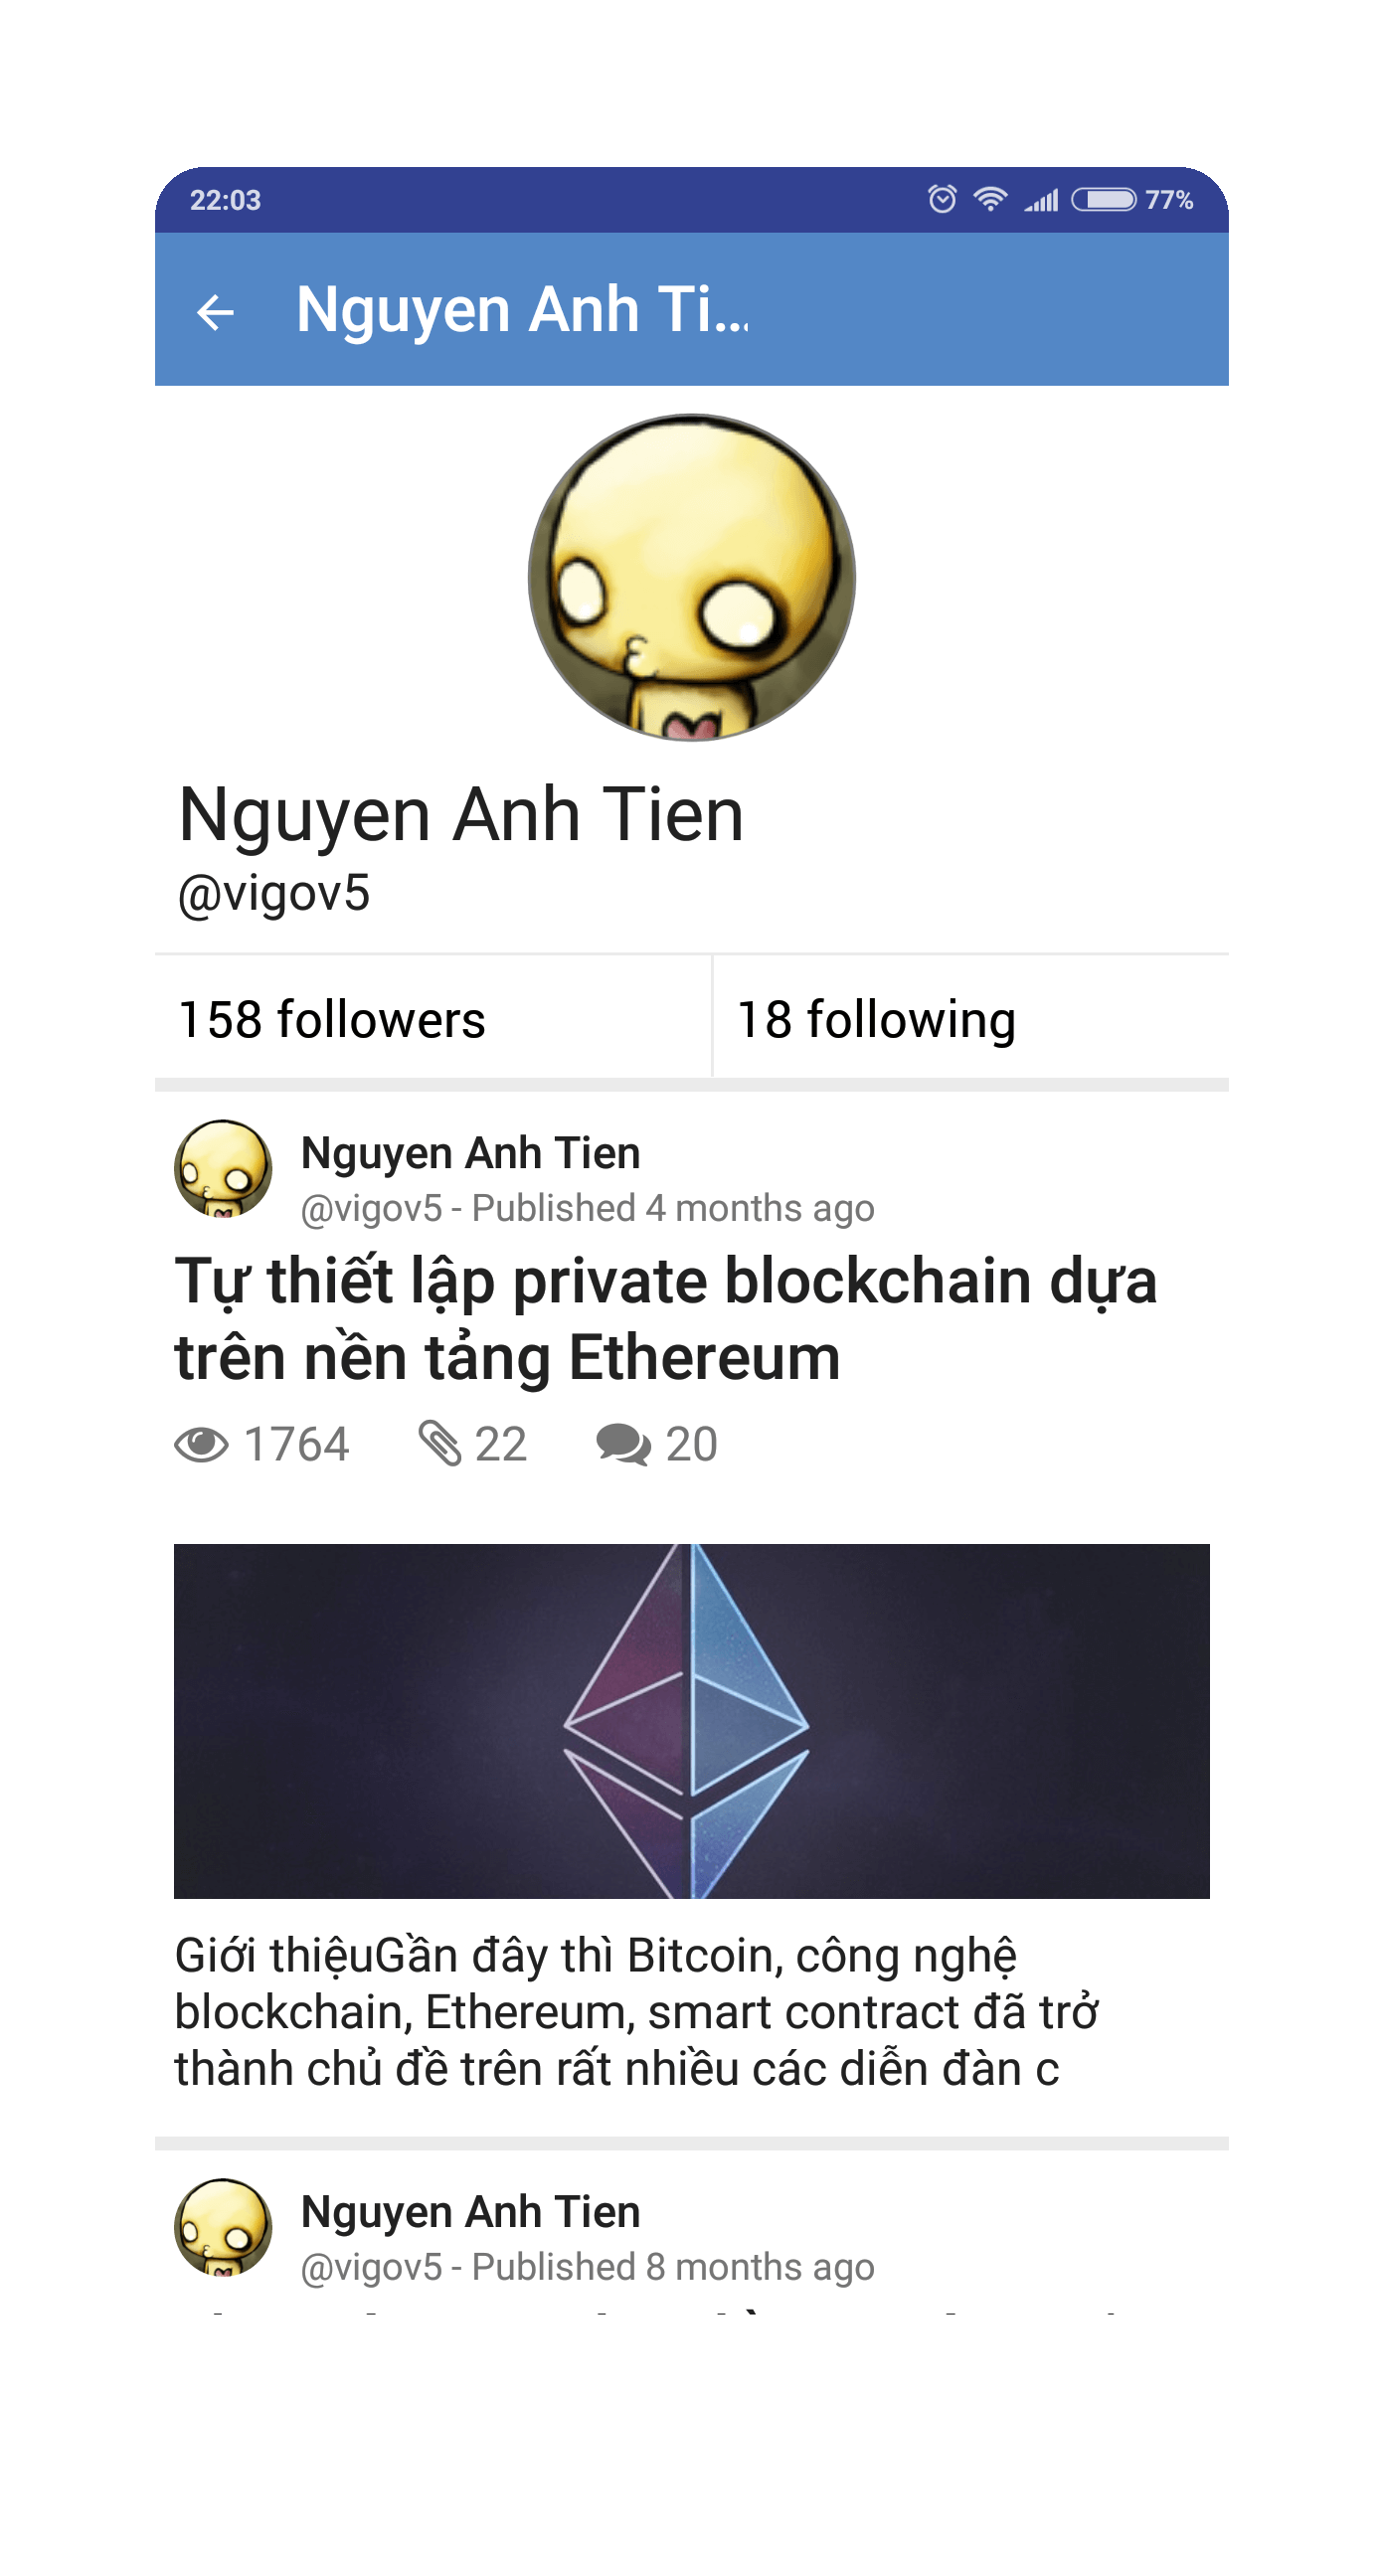 22:03
77%
Nguyen Anh Ti...
Nguyen Anh Tien
@vigov5
158 followers
18 following
Nguyen Anh Tien
@vigov5 - Published 4 months ago
Tự thiết lập private blockchain dựa
trên nền tảng Ethereum
1764 22 20
Giới thiệuGần đây thì Bitcoin, công nghệ
blockchain, Ethereum, smart contract đã trở
thành chủ đề trên rất nhiều các diễn đàn c
Nguyen Anh Tien
@vigov5 - Published 8 months ago